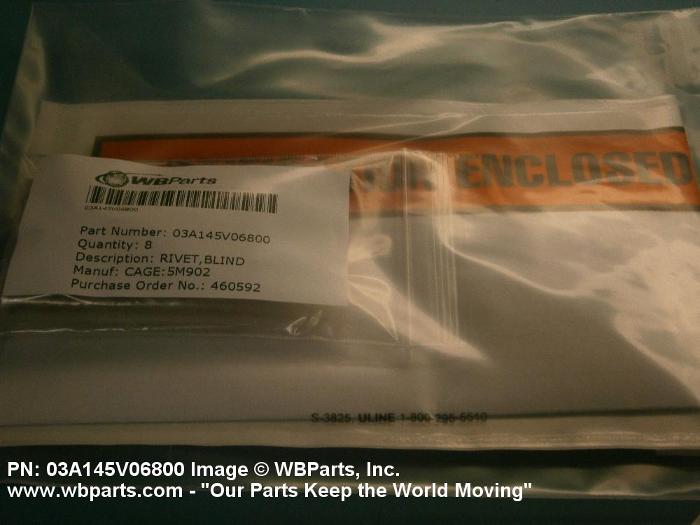 ENCLOSED
WBParts
03A145V06800
Part Number: 03A145V06800
Quantity: 8
Description: RIVET,BLIND
Manuf: CAGE:5M902
Purchase Order No.: 460592
S-3825, ULINE 1-800-295-5510
PN: 03A145V06800 Image © WBParts, Inc.
www.wbparts.com - "Our Parts Keep the World Moving"